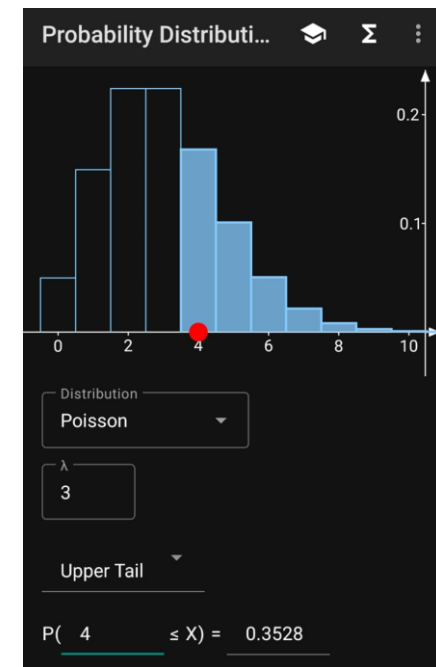 Probability Distributi... Σ
0.2
0.1
0 2 4 6 8 10
Distribution
Poisson
λ
3
Upper Tail
P( 4 ≤ X) = 0.3528